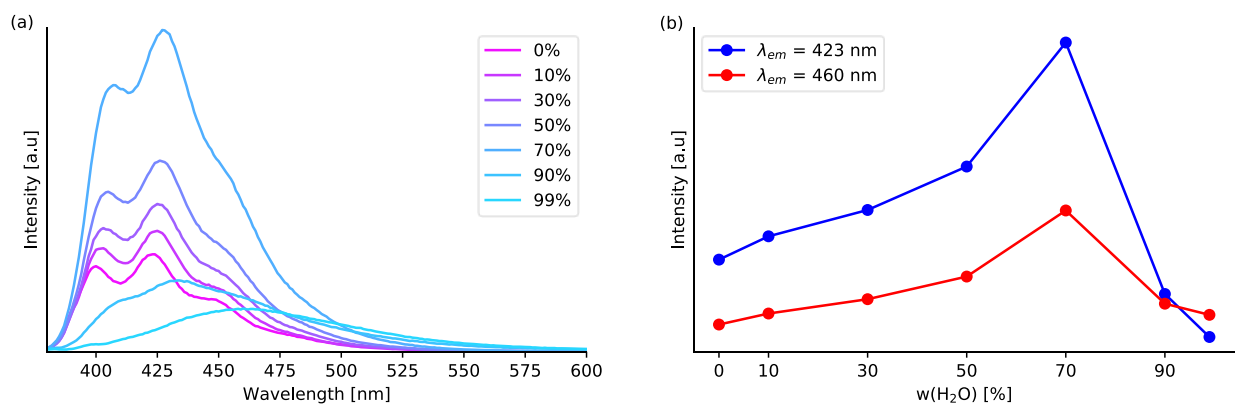 (a)
Intensity [a.u]
0%
10%
30%
50%
70%
90%
99%
400 425 450 475 500 525 550 575 600
Wavelength [nm]
(b)
Intensity [a.u]
λem = 423 nm
λem = 460 nm
0 10 30 50 70 90
w(H₂O) [%]